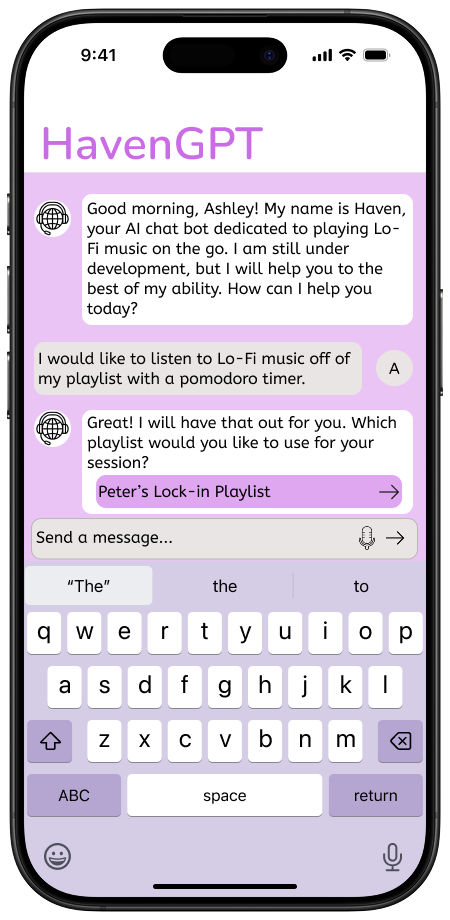 9:41
HavenGPT
Good morning, Ashley! My name is Haven,
your AI chat bot dedicated to playing Lo-
Fi music on the go. I am still under
development, but I will help you to the
best of my ability. How can I help you
today?
I would like to listen to Lo-Fi music off of
my playlist with a pomodoro timer.
A
Great! I will have that out for you. Which
playlist would you like to use for your
session?
Peter's Lock-in Playlist
Send a message...
“The” the to
q w e r t y u i o p
a s d f g h j k l
z x c v b n m
ABC space return